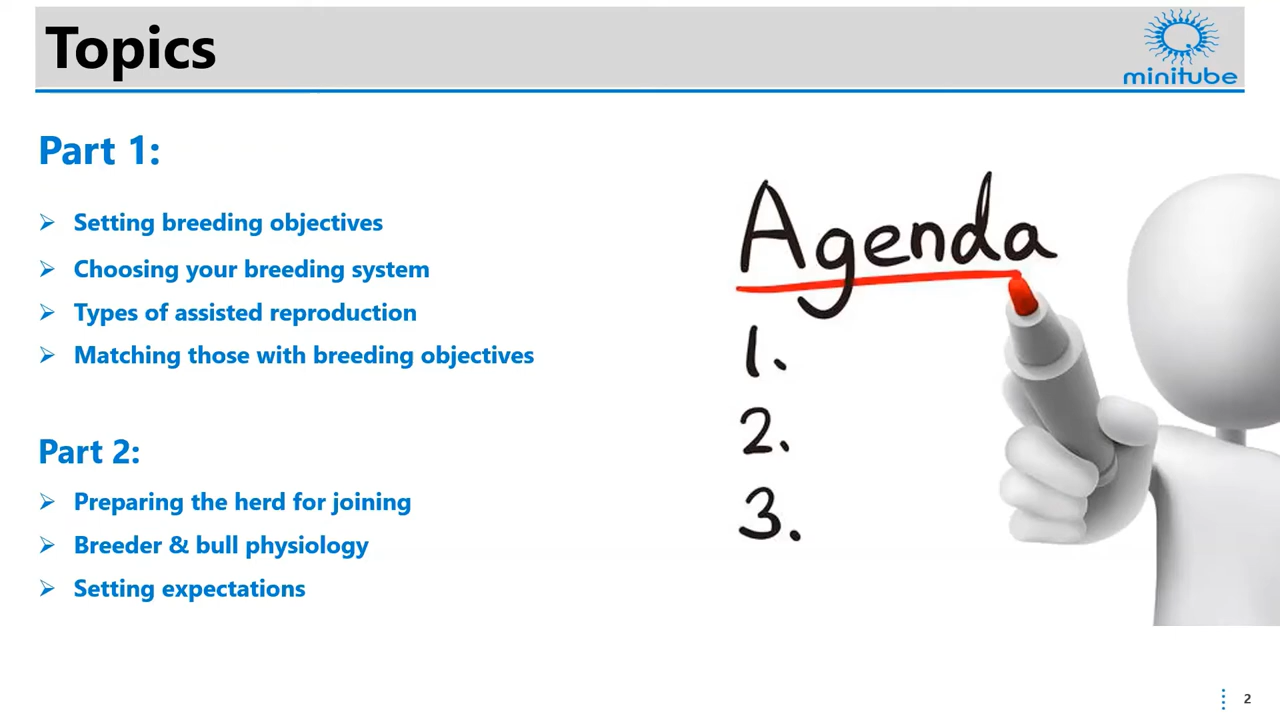 Topics
minitube
Part 1:
Setting breeding objectives
Choosing your breeding system
Types of assisted reproduction
Matching those with breeding objectives
Part 2:
Preparing the herd for joining
Breeder & bull physiology
Setting expectations
Agenda
1.
2.
3.
2